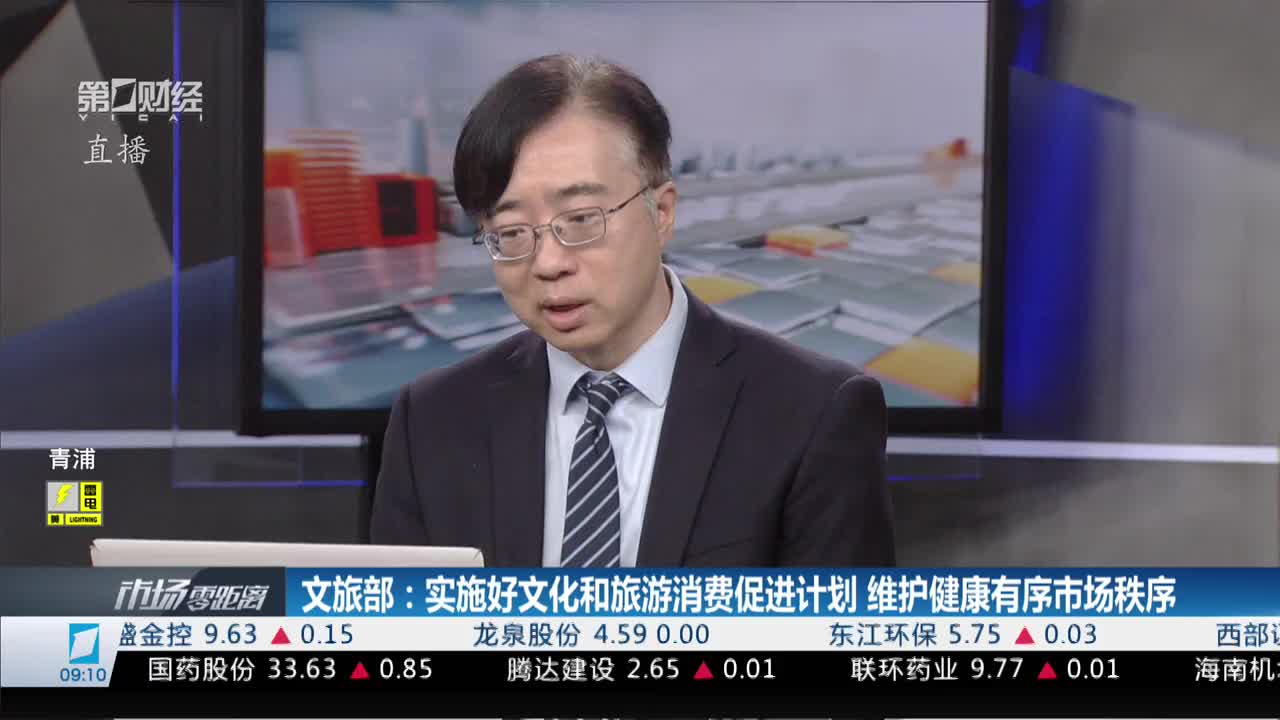 第一财经
YICAI
直播
青浦
雷电
黄 LIGHTNING
市场零距离
文旅部：实施好文化和旅游消费促进计划 维护健康有序市场秩序
盛金控 9.63 ▲ 0.15 龙泉股份 4.59 0.00 东江环保 5.75 ▲ 0.03 西部
09:10
国药股份 33.63 ▲ 0.85 腾达建设 2.65 ▲ 0.01 联环药业 9.77 ▲ 0.01 海南机